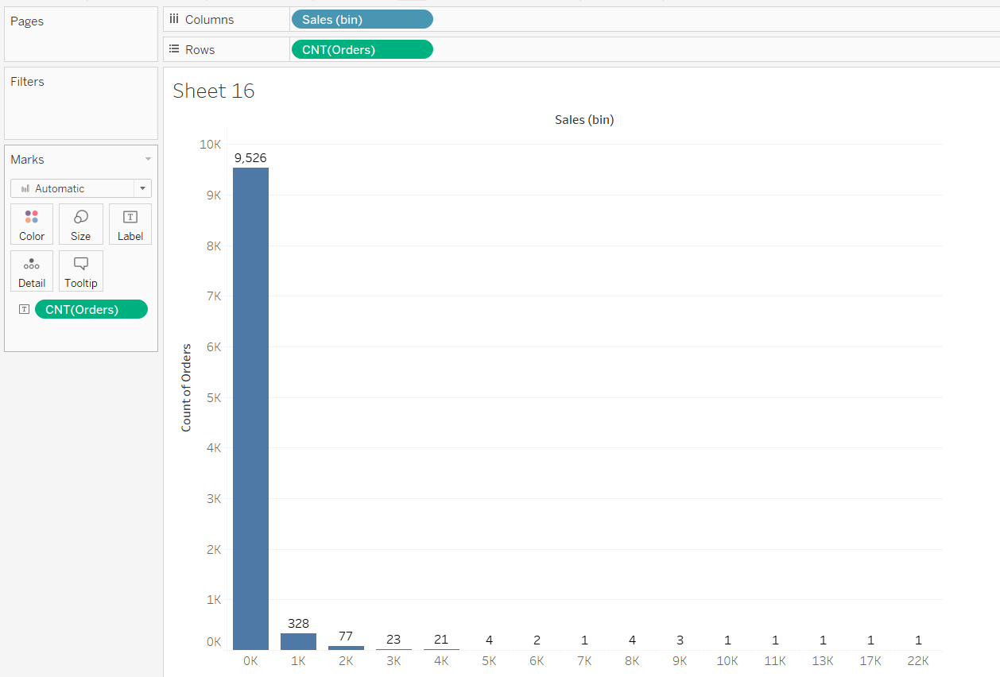 Pages
Columns Sales (bin)
Rows CNT(Orders)
Filters
Marks
Automatic
Color Size Label
Detail Tooltip
CNT(Orders)
Sheet 16
Sales (bin)
Count of Orders
10K
9K
8K
7K
6K
5K
4K
3K
2K
1K
0K
9,526 328 77 23 21 4 2 1 4 3 1 1 1 1 1
0K 1K 2K 3K 4K 5K 6K 7K 8K 9K 10K 11K 13K 17K 22K